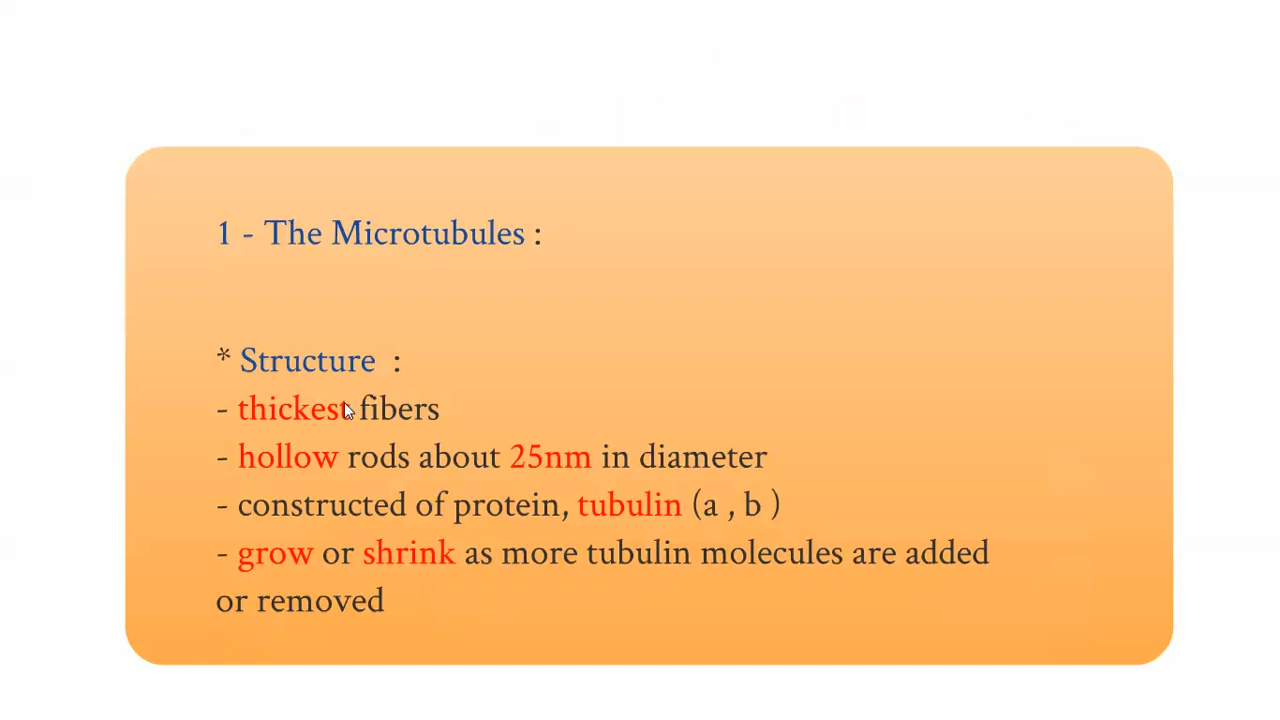 1 - The Microtubules :
* Structure :
- thickest fibers
- hollow rods about 25nm in diameter
- constructed of protein, tubulin (a , b )
- grow or shrink as more tubulin molecules are added
or removed